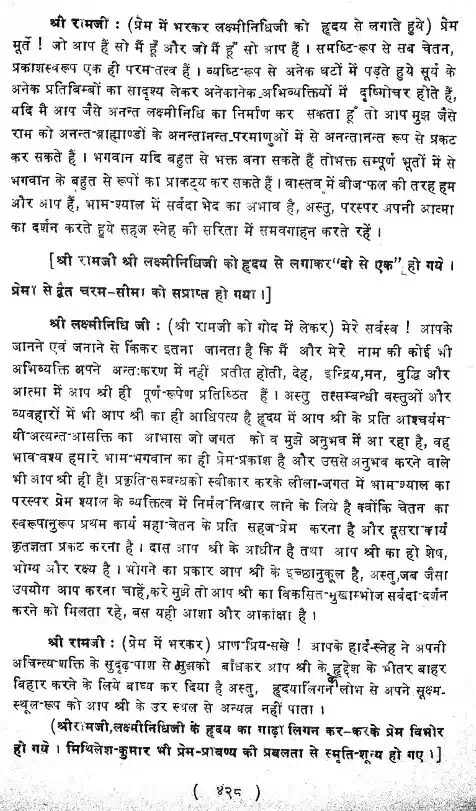 श्री रामजी : (प्रेम में भरकर लक्ष्मीनिधिजी को हृदय से लगाते हुये) प्रेम
मूर्ते ! जो आप हैं सो मैं हूँ और जो मैं हूँ सो आप हैं । समष्टि-रूप से सब चेतन,
प्रकाशस्वरूप एक ही परम-तत्व हैं । व्यष्टि-रूप से अनेक घटों में पड़ते हुये सूर्य के
अनेक प्रतिबिम्बों का सादृश्य लेकर अनेकानेक-अभिव्यक्तियों में दृष्टिगोचर होते हैं,
यदि मै आप जैसे अनन्त लक्ष्मीनिधि का निर्माण कर सकता हूँ तो आप मुझ जैसे
राम को अनन्त-ब्राह्माण्डों के अनन्तानन्त-परमाणुओं में से अनन्तानन्त रूप से प्रकट
कर सकते हैं । भगवान यदि बहुत से भक्त बना सकते हैं तोभक्त सम्पूर्ण भूतों में से
भगवान के बहुत से रूपों का प्राकट्य कर सकते हैं । वास्तव में बीज-फल की तरह हम
और आप हैं, भाम-श्याल में सर्वदा भेद का अभाव है, अस्तु, परस्पर अपनी आत्मा
का दर्शन करते हुये सहज स्नेह की सरिता में समवगाहन करते रहें ।
[श्री रामजी श्री लक्ष्मीनिधिजी को हृदय से लगाकर "दो से एक" हो गये ।
प्रेमा से द्वैत चरम-सीमा को सप्राप्त हो गया ।]
श्री लक्ष्मीनिधि जी : (श्री रामजी को गोद में लेकर) मेरे सर्वस्व ! आपके
जानने एवं जनाने से किंकर इतना जानता है कि मैं और मेरे नाम की कोई भी
अभिव्यक्ति अपने अन्तःकरण में नहीं प्रतीत होती, देह, इन्द्रिय,मन, बुद्धि और
आत्मा में आप श्री ही पूर्ण-रूपेण प्रतिष्ठित हैं । अस्तु तत्सम्बन्धी वस्तुओं और
व्यवहारों में भी आप श्री का ही आधिपत्य है हृदय में आप श्री के प्रति आश्चर्यम-
यी-अत्यन्त-आसक्ति का आभास जो जगत को व मुझे अनुभव में आ रहा है, वह
भाव-वश्य हमारे भाम-भगवान का ही प्रेम-प्रकाश है और उससे अनुभव करने वाले
भी आप श्री ही हैं। प्रकृति-सम्बन्धको स्वीकार करके लीला-जगत में भाम-श्याल का
परस्पर प्रेम श्याल के व्यक्तित्व में निर्मल-निखार लाने के लिये है क्योंकि चेतन का
स्वरूपानुरूप प्रथम कार्य महा-चेतन के प्रति सहज-प्रेम करना है और दूसरा-कार्य
कृतज्ञता प्रकट करना है । दास आप श्री के आधीन है तथा आप श्री का हो शेष,
भोग्य और रक्ष्य है । भोगने का प्रकार आप श्री के इच्छानुकूल है, अस्तु,जब जैसा
उपयोग आप करना चाहें,करे मुझे तो आप श्री का विकसित-मुखाम्भोज सर्वदा-दर्शन
करने को मिलता रहे, बस यही आशा और आकांक्षा है ।
श्री रामजी : (प्रेम में भरकर) प्राण-प्रिय-सखे ! आपके हार्द-स्नेह ने अपनी
अचिन्त्य-शक्ति के सुदृढ़-पाश से मुझको बाँधकर आप श्री के हृद्देश के भीतर बाहर
बिहार करने के लिये बाध्य कर दिया है अस्तु, हृदयालिंगन के लोभ से अपने सूक्ष्म-
स्थूल-रूप को आप श्री के उर स्थल से अन्यत्र नहीं पाता ।
(श्रीरामजी,लक्ष्मीनिधिजी के हृदय का गाढ़ा लिंगन कर-करके प्रेम विभोर
हो गये । मिथिलेश-कुमार भी प्रेम-प्राबण्य की प्रबलता से स्मृति-शून्य हो गए ।]
( ४२८ )